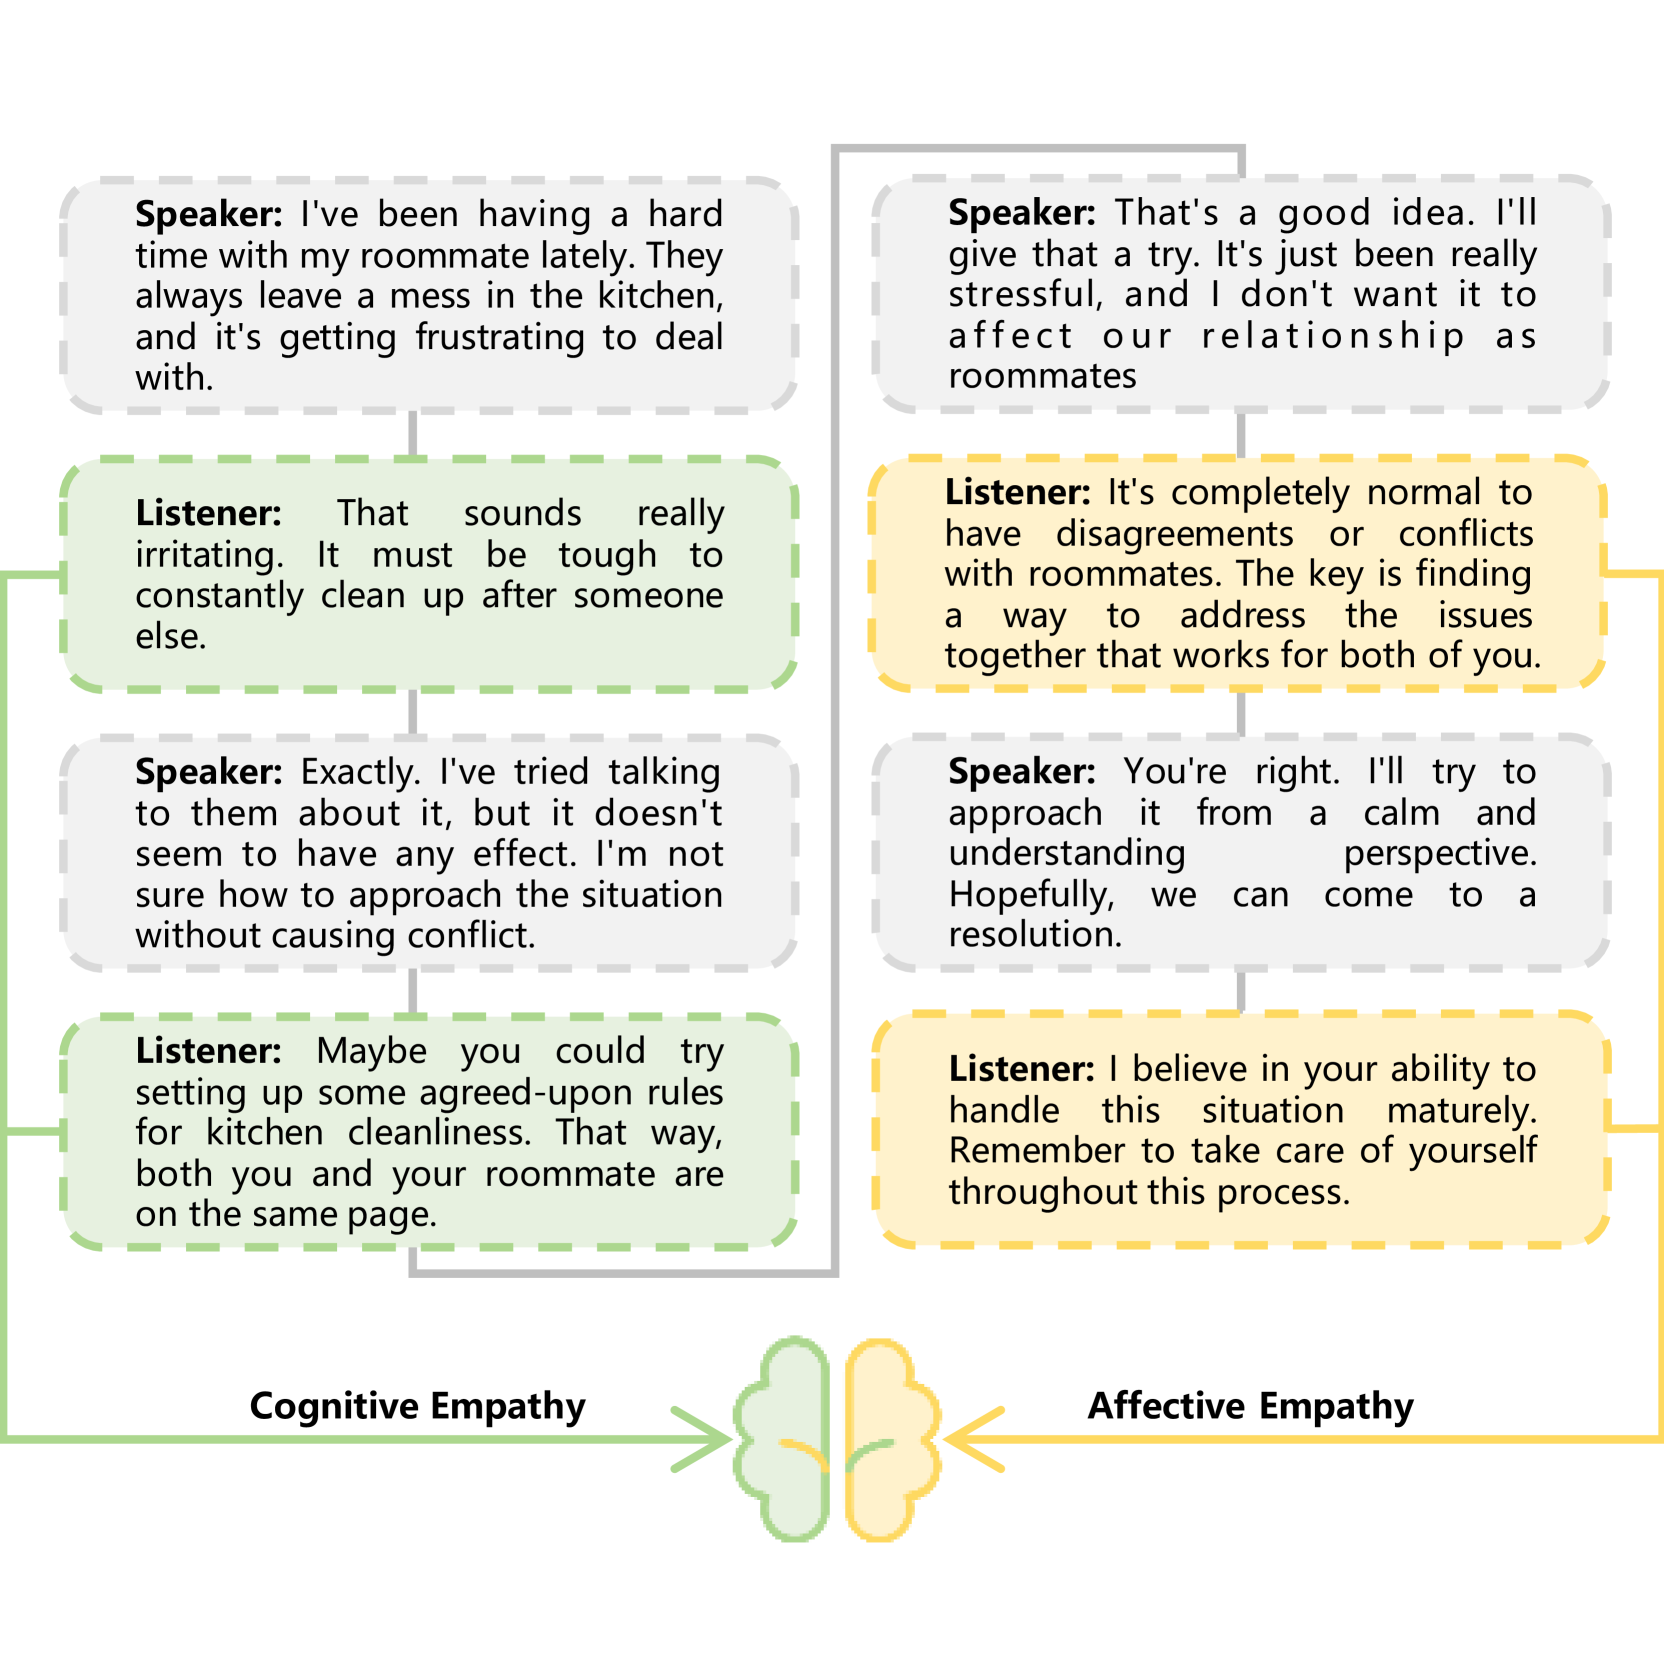 Speaker: I've been having a hard
time with my roommate lately. They
always leave a mess in the kitchen,
and it's getting frustrating to deal
with.
Listener: That sounds really
irritating. It must be tough to
constantly clean up after someone
else.
Speaker: Exactly. I've tried talking
to them about it, but it doesn't
seem to have any effect. I'm not
sure how to approach the situation
without causing conflict.
Listener: Maybe you could try
setting up some agreed-upon rules
for kitchen cleanliness. That way,
both you and your roommate are
on the same page.
Speaker: That's a good idea. I'll
give that a try. It's just been really
stressful, and I don't want it to
affect our relationship as
roommates
Listener: It's completely normal to
have disagreements or conflicts
with roommates. The key is finding
a way to address the issues
together that works for both of you.
Speaker: You're right. I'll try to
approach it from a calm and
understanding perspective.
Hopefully, we can come to a
resolution.
Listener: I believe in your ability to
handle this situation maturely.
Remember to take care of yourself
throughout this process.
Cognitive Empathy
Affective Empathy